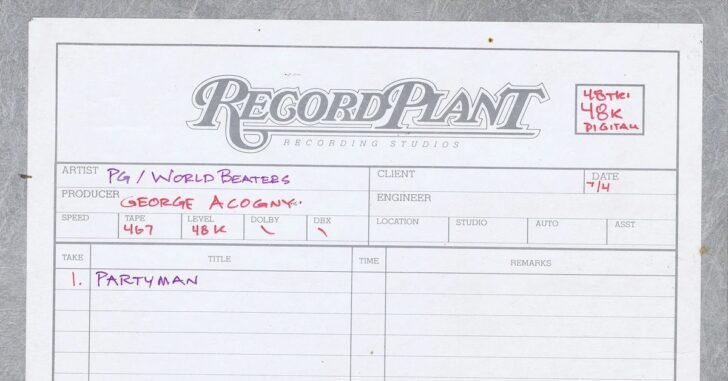 RECORD PLANT
RECORDING STUDIOS
48TK.
48K
DIGITAL
ARTIST PG / WORLD BEATERS
CLIENT
DATE 7/4
PRODUCER GEORGE ACOGNY
ENGINEER
SPEED
TAPE 467
LEVEL 48K
DOLBY \
DBX \
LOCATION
STUDIO
AUTO
ASST
TAKE
TITLE
TIME
REMARKS
1. PARTYMAN